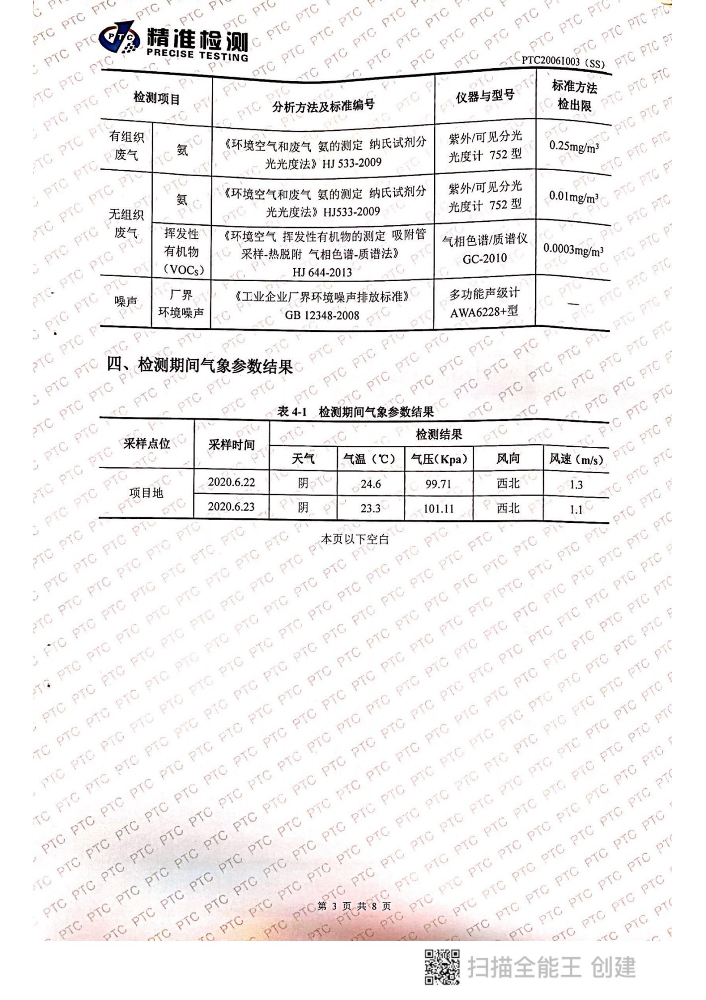 精准检测
PRECISE TESTING
PTC20061003（SS）
检测项目 分析方法及标准编号 仪器与型号 标准方法检出限
有组织废气 氨 《环境空气和废气 氨的测定 纳氏试剂分光光度法》HJ 533-2009 紫外/可见分光光度计 752 型 0.25mg/m³
无组织废气 氨 《环境空气和废气 氨的测定 纳氏试剂分光光度法》HJ533-2009 紫外/可见分光光度计 752 型 0.01mg/m³
挥发性有机物（VOCs） 《环境空气 挥发性有机物的测定 吸附管采样-热脱附 气相色谱-质谱法》HJ 644-2013 气相色谱/质谱仪 GC-2010 0.0003mg/m³
噪声 厂界环境噪声 《工业企业厂界环境噪声排放标准》GB 12348-2008 多功能声级计 AWA6228+型 —
四、检测期间气象参数结果
表 4-1 检测期间气象参数结果
采样点位 采样时间 检测结果
天气 气温（℃） 气压（Kpa） 风向 风速（m/s）
项目地 2020.6.22 阴 24.6 99.71 西北 1.3
2020.6.23 阴 23.3 101.11 西北 1.1
本页以下空白
第 3 页 共 8 页
扫描全能王 创建